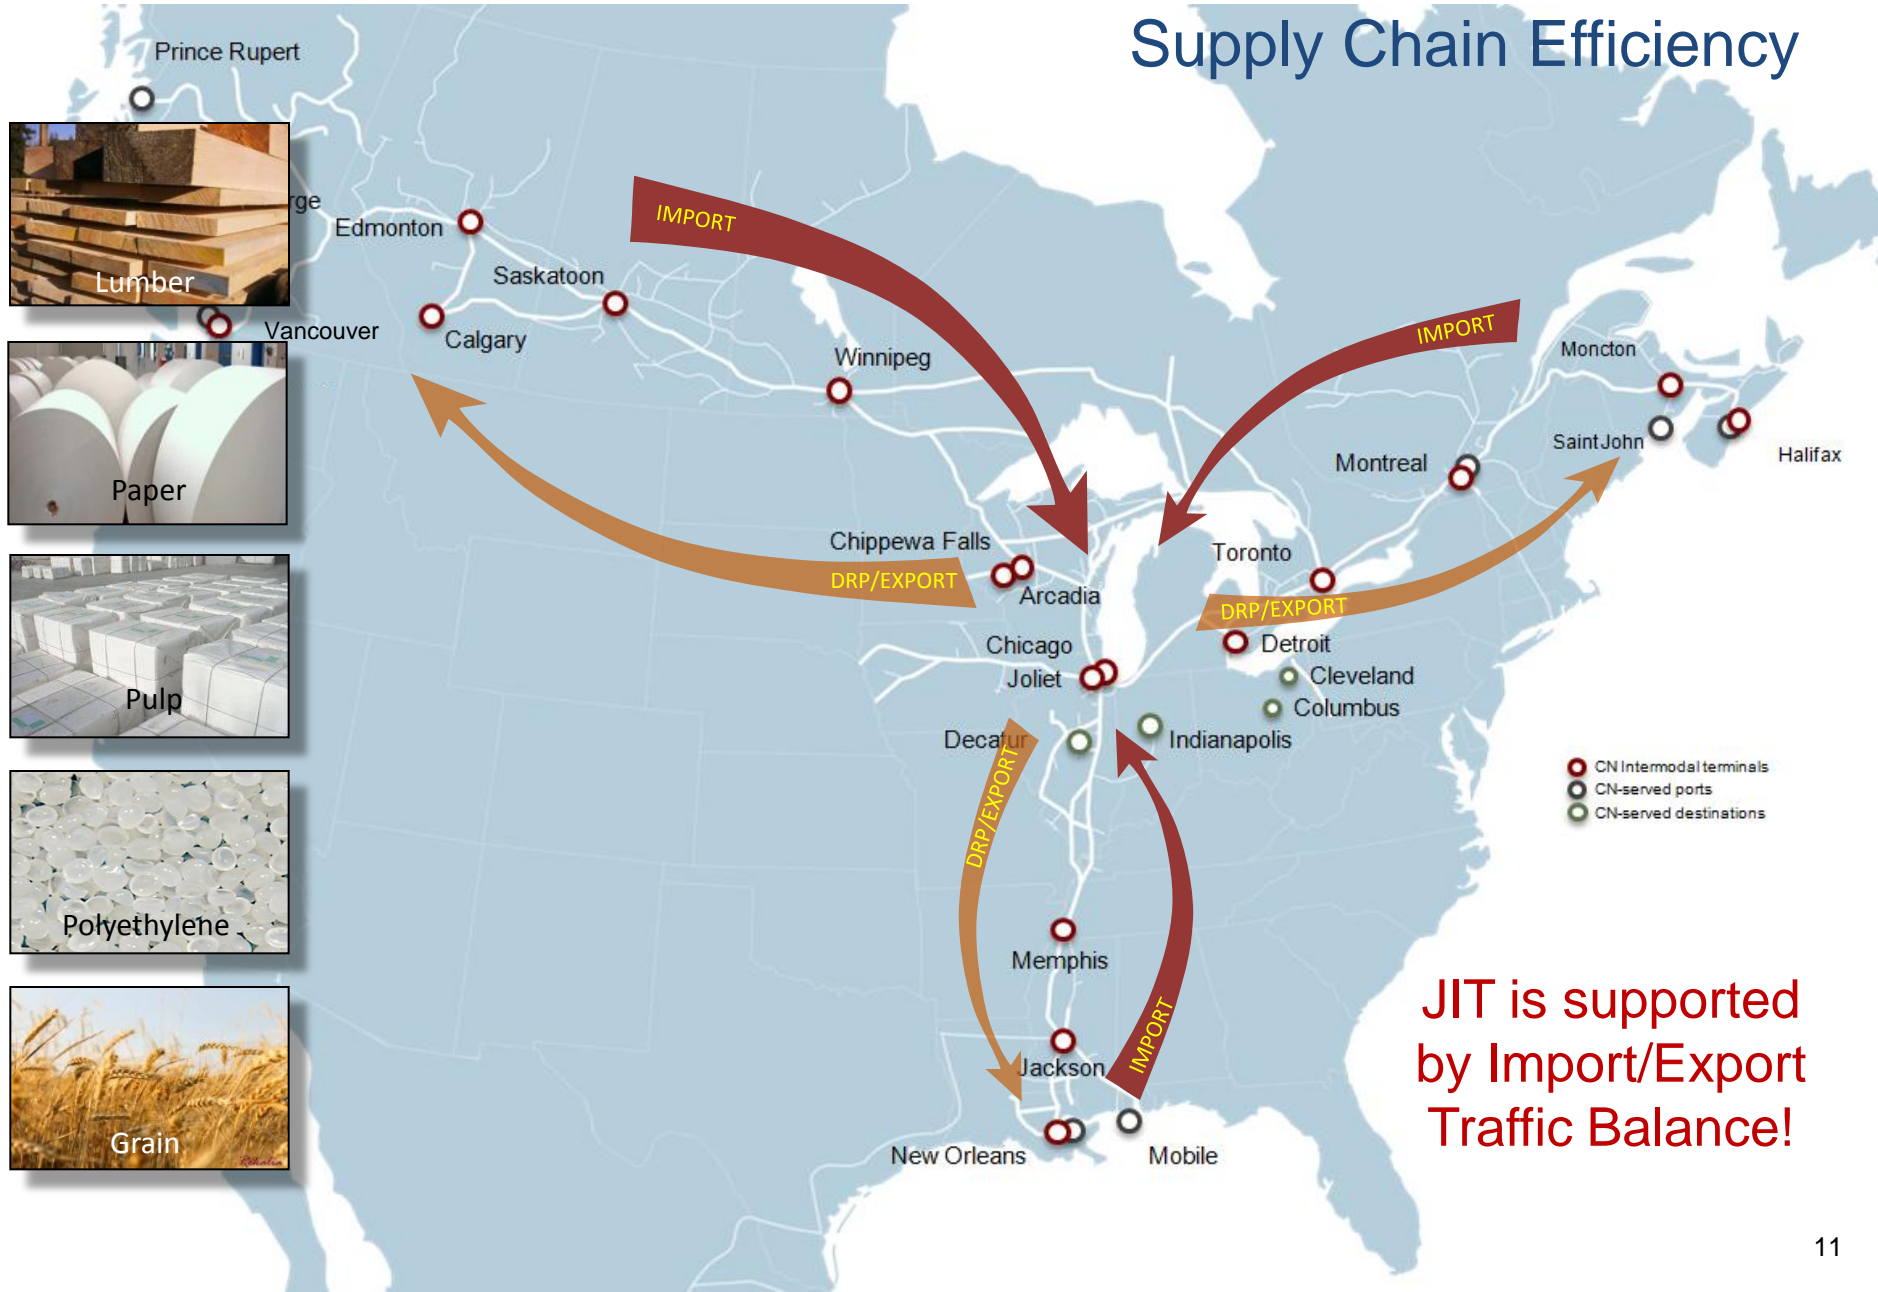 Supply Chain Efficiency
Prince Rupert
rge
Edmonton
IMPORT
Lumber
Saskatoon
Vancouver
Calgary
IMPORT
Winnipeg
Moncton
Saint John
Halifax
Montreal
Paper
Chippewa Falls
Toronto
DRP/EXPORT
Arcadia
DRP/EXPORT
Chicago
Detroit
Joliet
Cleveland
Pulp
Columbus
Decatur
Indianapolis
CN Intermodal terminals
CN-served ports
CN-served destinations
DRP/EXPORT
Polyethylene
Memphis
JIT is supported
by Import/Export
Traffic Balance!
IMPORT
Jackson
Grain
New Orleans
Mobile
11